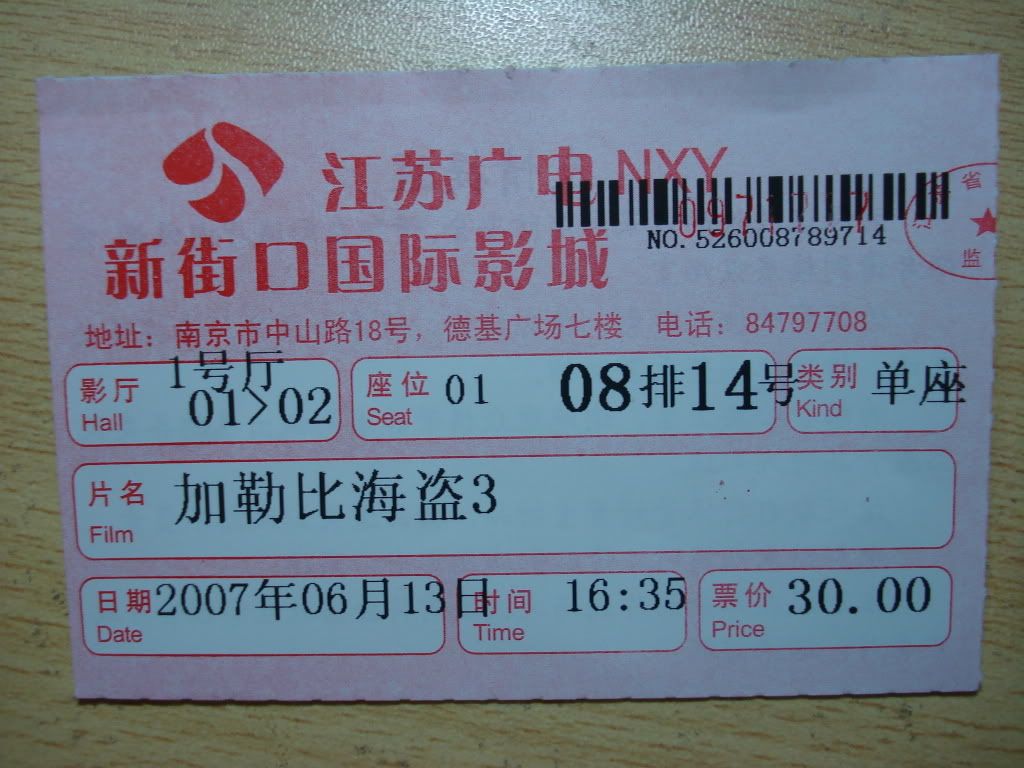 江苏广电 NXY
NO. 526008789714
新街口国际影城
地址：南京市中山路18号，德基广场七楼 电话：84797708
影厅 1号厅
Hall 01>02
座位 01 08排14号
Seat
类别 单座
Kind
片名 加勒比海盗3
Film
日期 2007年06月13日
Date
时间 16:35
Time
票价 30.00
Price
省
监